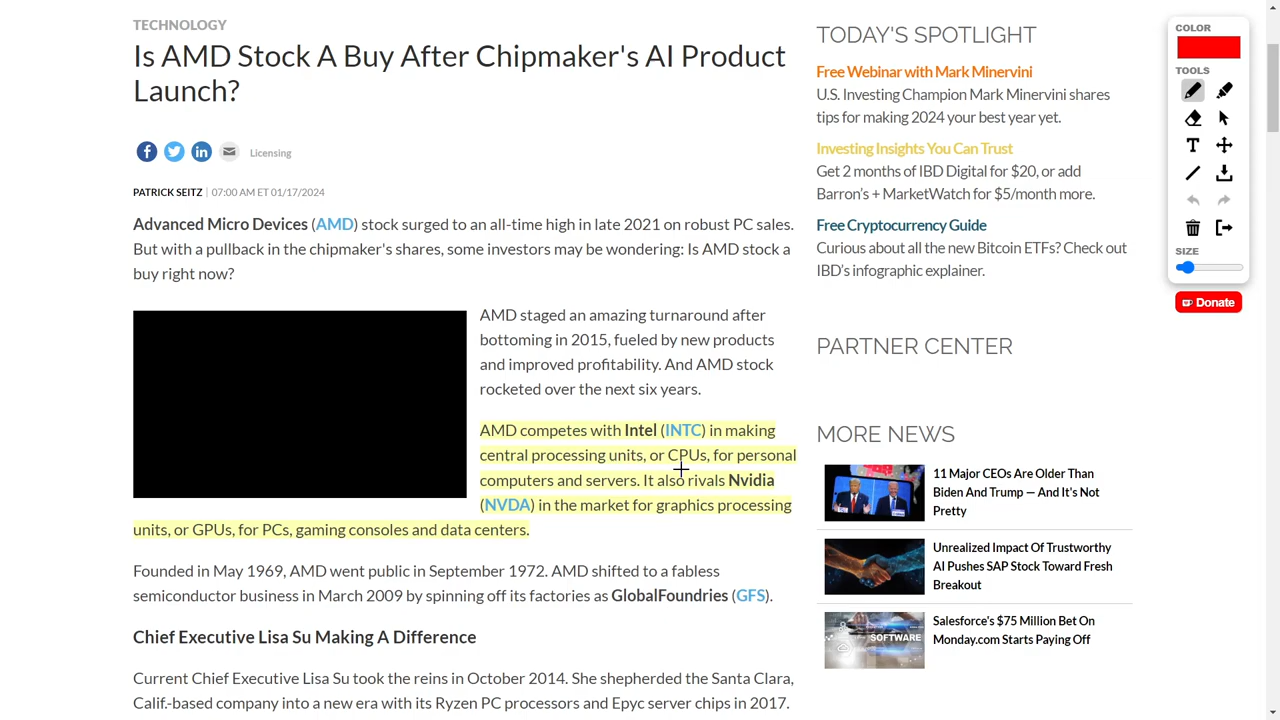 TECHNOLOGY
Is AMD Stock A Buy After Chipmaker's AI Product
Launch?
Licensing
PATRICK SEITZ | 07:00 AM ET 01/17/2024
Advanced Micro Devices (AMD) stock surged to an all-time high in late 2021 on robust PC sales.
But with a pullback in the chipmaker's shares, some investors may be wondering: Is AMD stock a
buy right now?
AMD staged an amazing turnaround after
bottoming in 2015, fueled by new products
and improved profitability. And AMD stock
rocketed over the next six years.
AMD competes with Intel (INTC) in making
central processing units, or CPUs, for personal
computers and servers. It also rivals Nvidia
(NVDA) in the market for graphics processing
units, or GPUs, for PCs, gaming consoles and data centers.
Founded in May 1969, AMD went public in September 1972. AMD shifted to a fabless
semiconductor business in March 2009 by spinning off its factories as GlobalFoundries (GFS).
Chief Executive Lisa Su Making A Difference
Current Chief Executive Lisa Su took the reins in October 2014. She shepherded the Santa Clara,
Calif.-based company into a new era with its Ryzen PC processors and Epyc server chips in 2017.
TODAY'S SPOTLIGHT
Free Webinar with Mark Minervini
U.S. Investing Champion Mark Minervini shares
tips for making 2024 your best year yet.
Investing Insights You Can Trust
Get 2 months of IBD Digital for $20, or add
Barron's + MarketWatch for $5/month more.
Free Cryptocurrency Guide
Curious about all the new Bitcoin ETFs? Check out
IBD's infographic explainer.
PARTNER CENTER
MORE NEWS
11 Major CEOs Are Older Than
Biden And Trump — And It's Not
Pretty
Unrealized Impact Of Trustworthy
AI Pushes SAP Stock Toward Fresh
Breakout
SOFTWARE
Salesforce's $75 Million Bet On
Monday.com Starts Paying Off
COLOR
TOOLS
T
SIZE
Donate